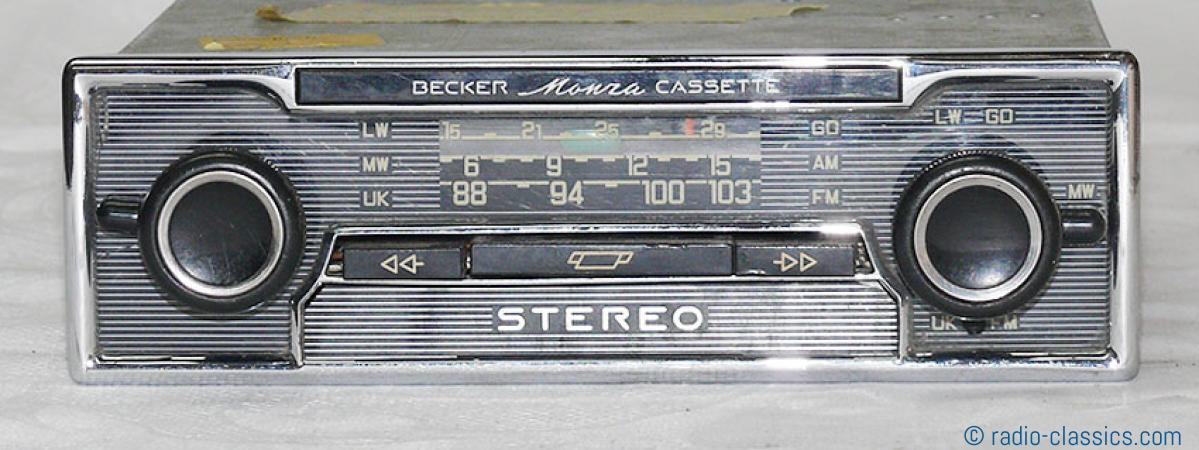 BECKER Monza CASSETTE
LW 15 21 25 29 GO
MW 6 9 12 15 AM
UK 88 94 100 103 FM
LW GO
MW
STEREO
UK FM
© radio-classics.com